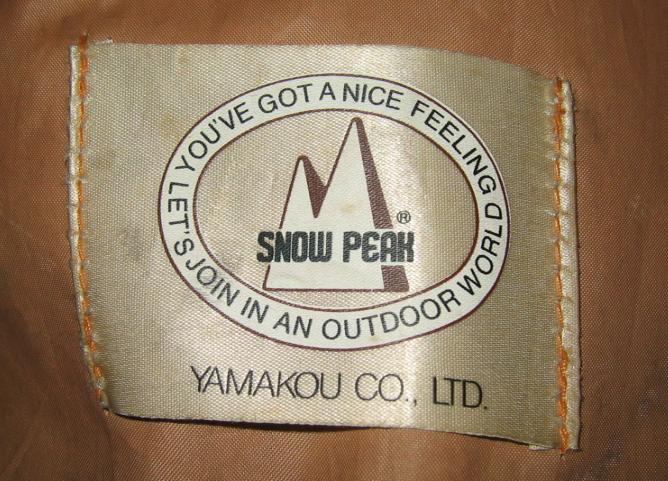 YOU'VE GOT A NICE FEELING
LET'S JOIN IN AN OUTDOOR WORLD
SNOW PEAK ®
YAMAKOU CO., LTD.